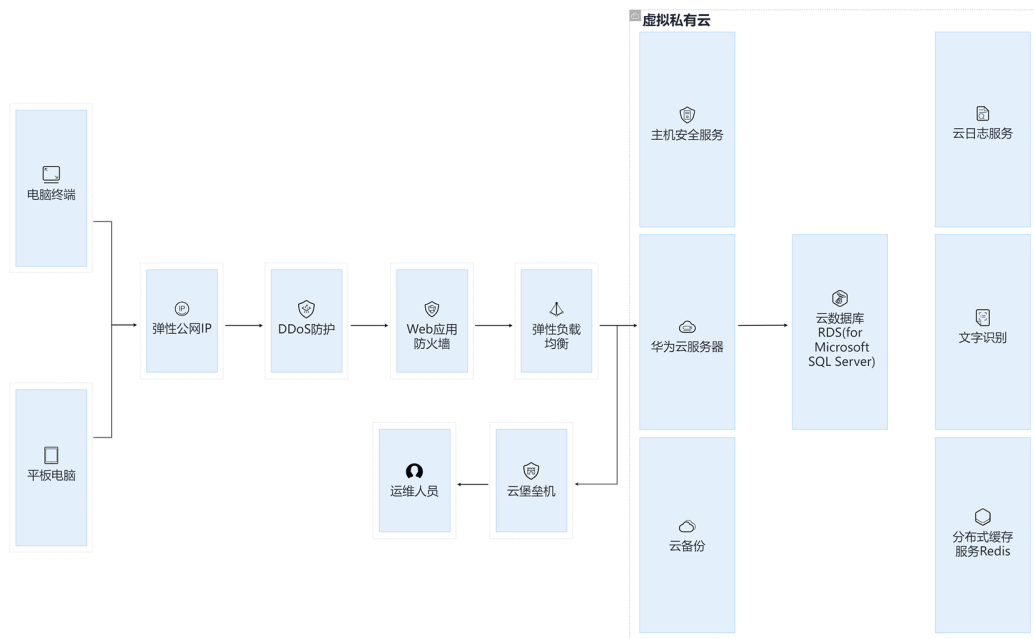 虚拟私有云
主机安全服务
云日志服务
电脑终端
弹性公网IP
DDoS防护
Web应用
防火墙
弹性负载
均衡
华为云服务器
云数据库
RDS(for
Microsoft
SQL Server)
文字识别
平板电脑
运维人员
云堡垒机
云备份
分布式缓存
服务Redis
IP